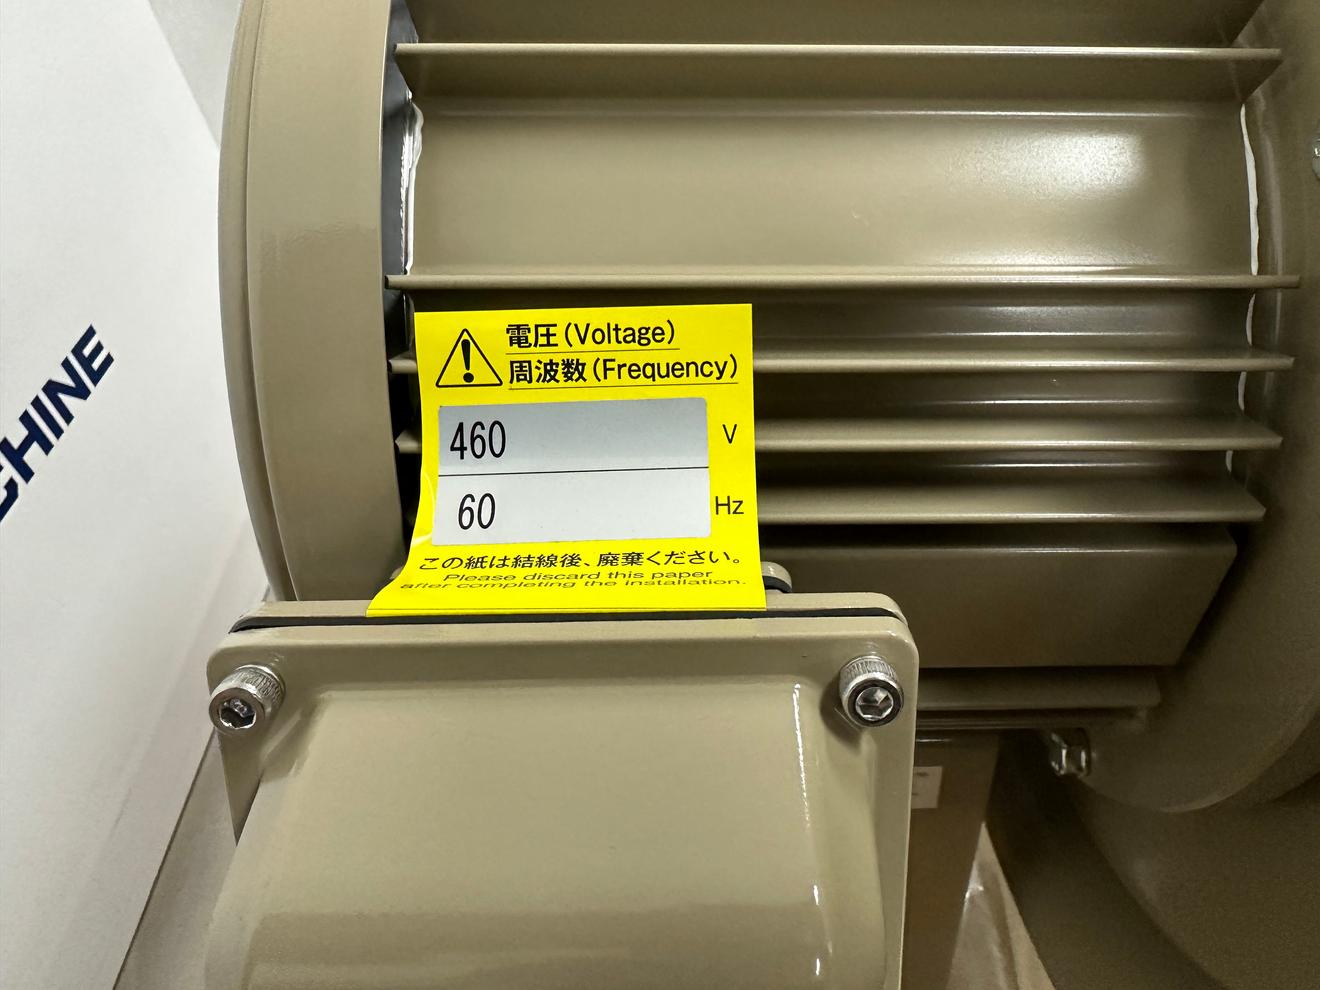 CHINE
電圧(Voltage)
周波数(Frequency)
460 V
60 Hz
この紙は結線後、廃棄ください。
Please discard this paper
after completing the installation.